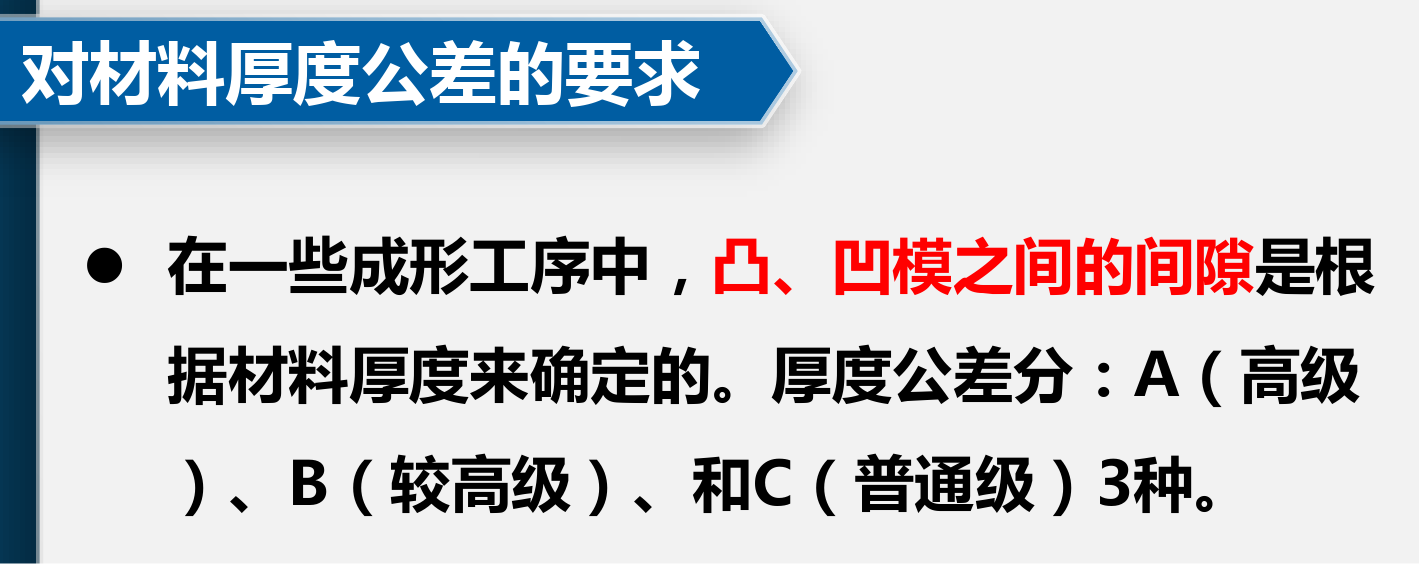 对材料厚度公差的要求
● 在一些成形工序中，凸、凹模之间的间隙是根
据材料厚度来确定的。厚度公差分：A（高级
）、B（较高级）、和C（普通级）3种。